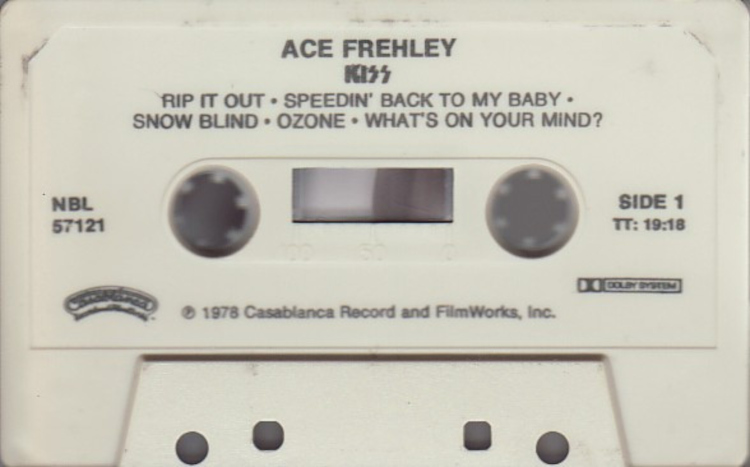 ACE FREHLEY
KISS
RIP IT OUT • SPEEDIN' BACK TO MY BABY •
SNOW BLIND • OZONE • WHAT'S ON YOUR MIND?
NBL
57121
SIDE 1
TT: 19:18
100 50 0
DOLBY SYSTEM
Casablanca
℗ 1978 Casablanca Record and FilmWorks, Inc.